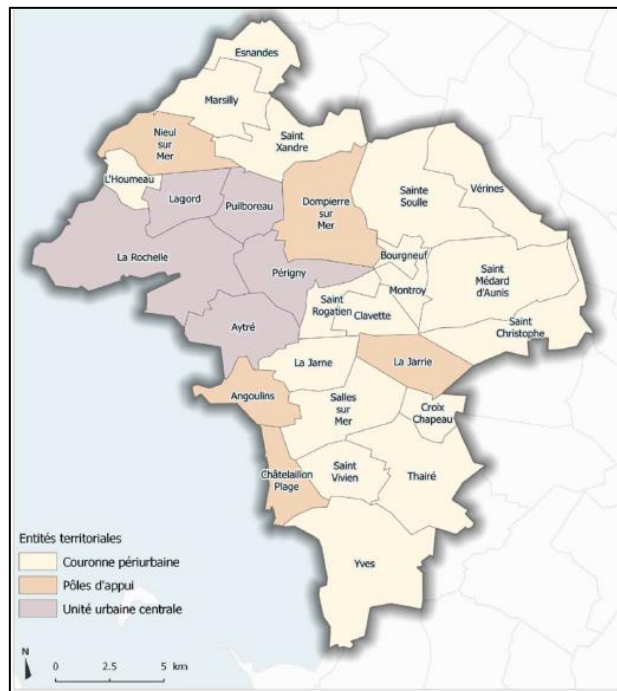 Esnandes
Marsilly
Nieul
sur
Mer
Saint
Xandre
L'Houmeau
Lagord
Puilboreau
Dompierre
sur
Mer
Sainte
Soulle
Vérines
La Rochelle
Périgny
Bourgneuf
Saint
Médard
d'Aunis
Montroy
Saint
Rogatien
Clavette
Aytré
Saint
Christophe
La Jarne
La Jarrie
Angoulins
Salles
sur
Mer
Croix
Chapeau
Châtelaillon
Plage
Saint
Vivien
Thairé
Yves
Entités territoriales
Couronne périurbaine
Pôles d'appui
Unité urbaine centrale
N
0 2.5 5 km